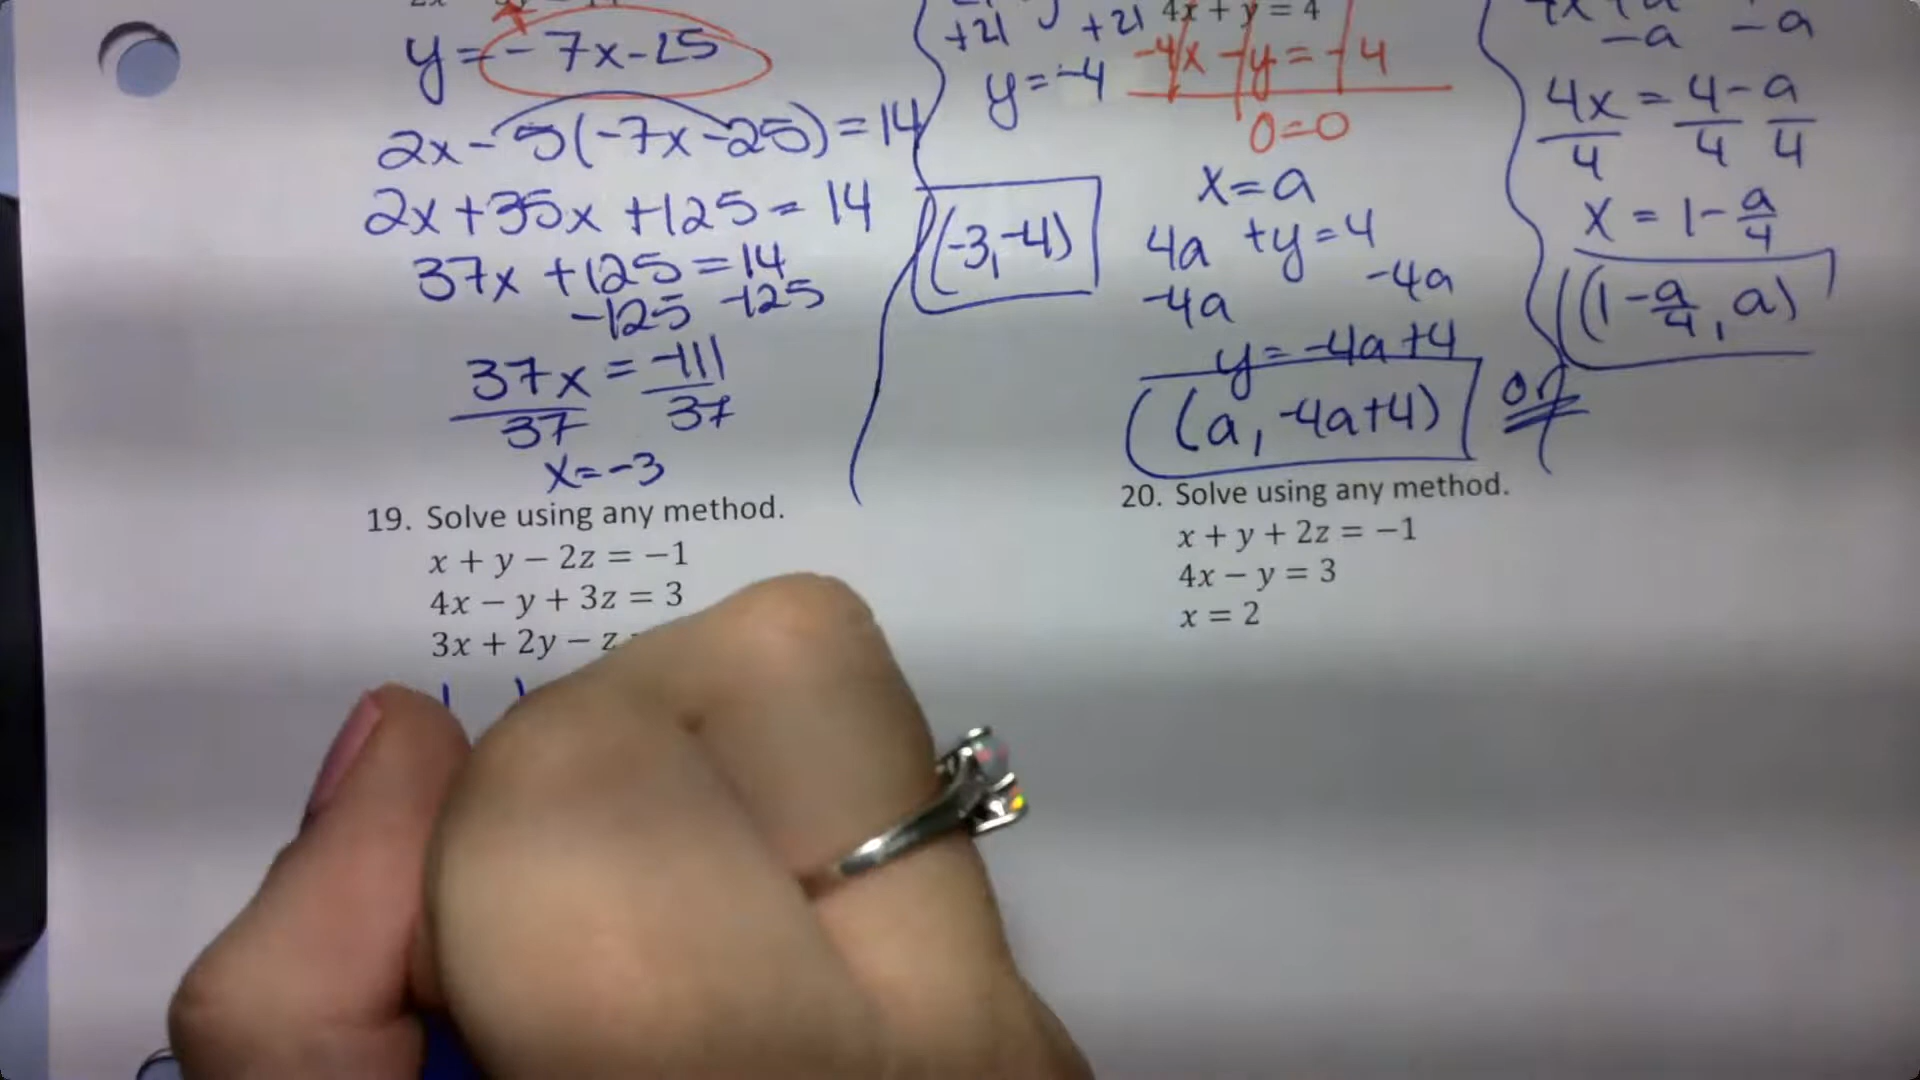 y = -7x-25
2x - 5(-7x-25) = 14
2x + 35x + 125 = 14
37x + 125 = 14
-125 -125
37x = -111
37 37
x = -3
+21 +21
y = -4
(-3, -4)
4x + y = 4
-4x - y = -4
0=0
x = a
4a + y = 4
-4a -4a
y = -4a+4
(a, -4a+4) or
-a -a
4x = 4 - a
4 4 4
x = 1 - a/4
(1 - a/4, a)
19. Solve using any method.
x + y − 2z = −1
4x − y + 3z = 3
3x + 2y − z
20. Solve using any method.
x + y + 2z = −1
4x − y = 3
x = 2